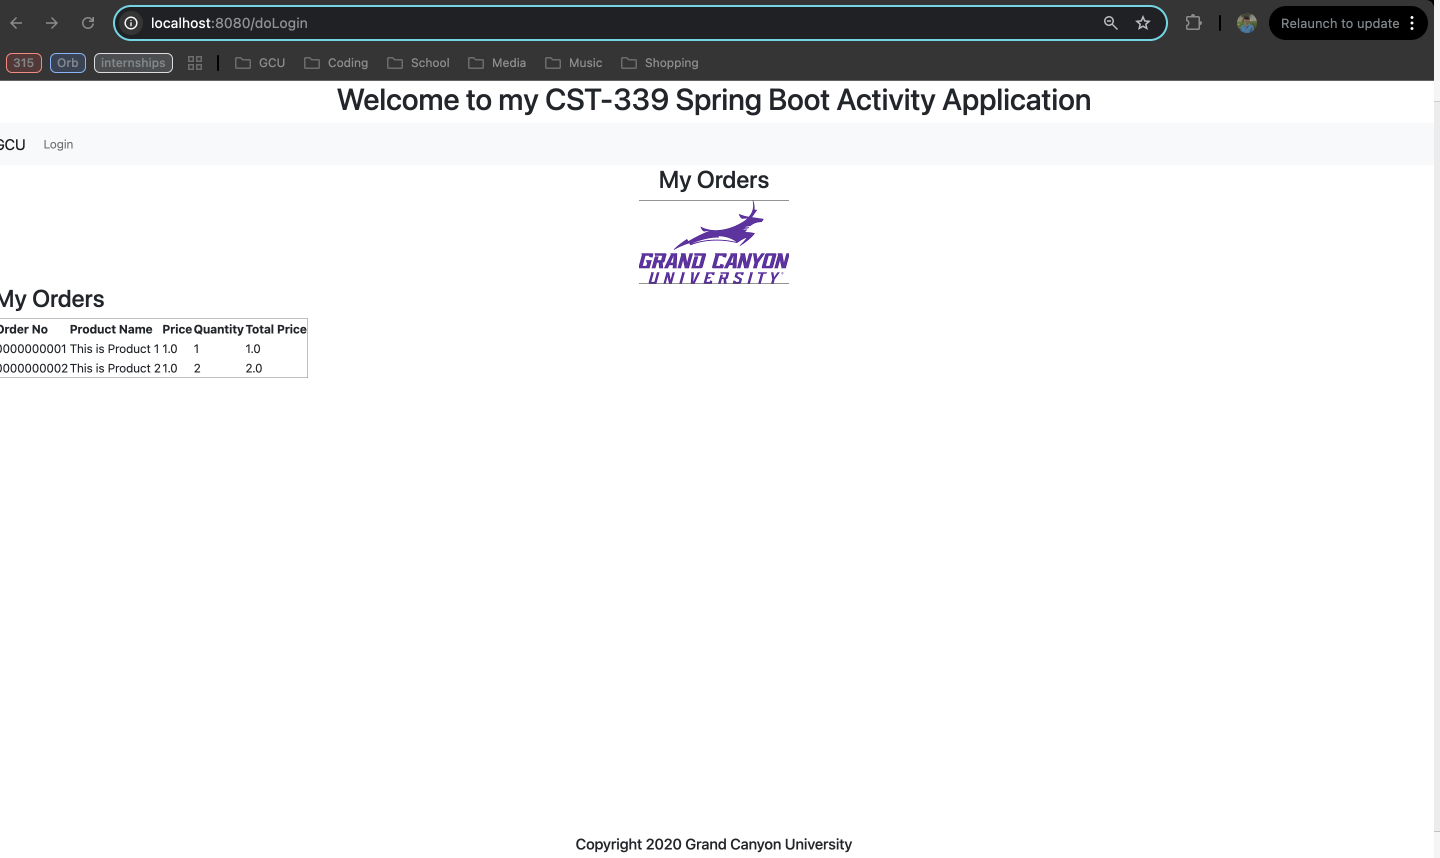 localhost:8080/doLogin
Relaunch to update
315 Orb internships GCU Coding School Media Music Shopping
Welcome to my CST-339 Spring Boot Activity Application
GCU Login
My Orders
GRAND CANYON
UNIVERSITY
My Orders
Order No Product Name Price Quantity Total Price
0000000001 This is Product 1 1.0 1 1.0
0000000002 This is Product 2 1.0 2 2.0
Copyright 2020 Grand Canyon University